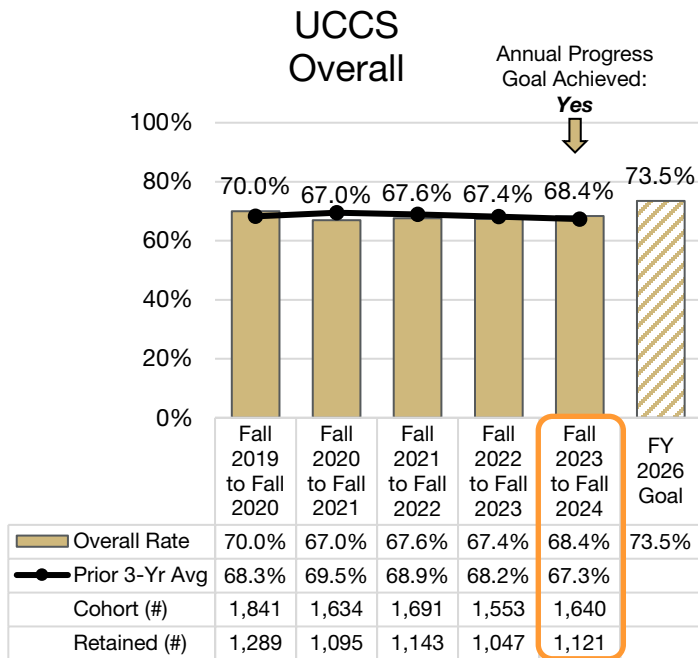 UCCS
Overall
Annual Progress
Goal Achieved:
Yes
100%
80%
60%
40%
20%
0%
70.0% 67.0% 67.6% 67.4% 68.4% 73.5%
Fall 2019 to Fall 2020
Fall 2020 to Fall 2021
Fall 2021 to Fall 2022
Fall 2022 to Fall 2023
Fall 2023 to Fall 2024
FY 2026 Goal
Overall Rate 70.0% 67.0% 67.6% 67.4% 68.4% 73.5%
Prior 3-Yr Avg 68.3% 69.5% 68.9% 68.2% 67.3%
Cohort (#) 1,841 1,634 1,691 1,553 1,640
Retained (#) 1,289 1,095 1,143 1,047 1,121